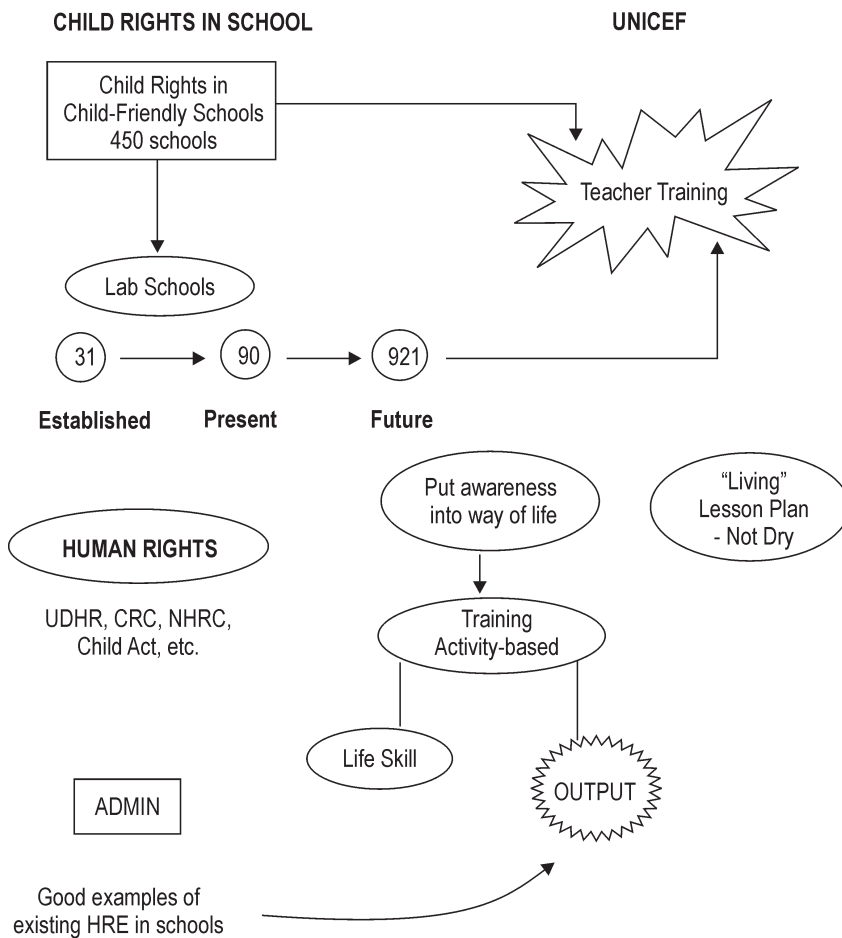 CHILD RIGHTS IN SCHOOL
UNICEF
Child Rights in
Child-Friendly Schools
450 schools
Teacher Training
Lab Schools
31
90
921
Established
Present
Future
Put awareness
into way of life
“Living”
Lesson Plan
- Not Dry
HUMAN RIGHTS
UDHR, CRC, NHRC,
Child Act, etc.
Training
Activity-based
Life Skill
OUTPUT
ADMIN
Good examples of
existing HRE in schools